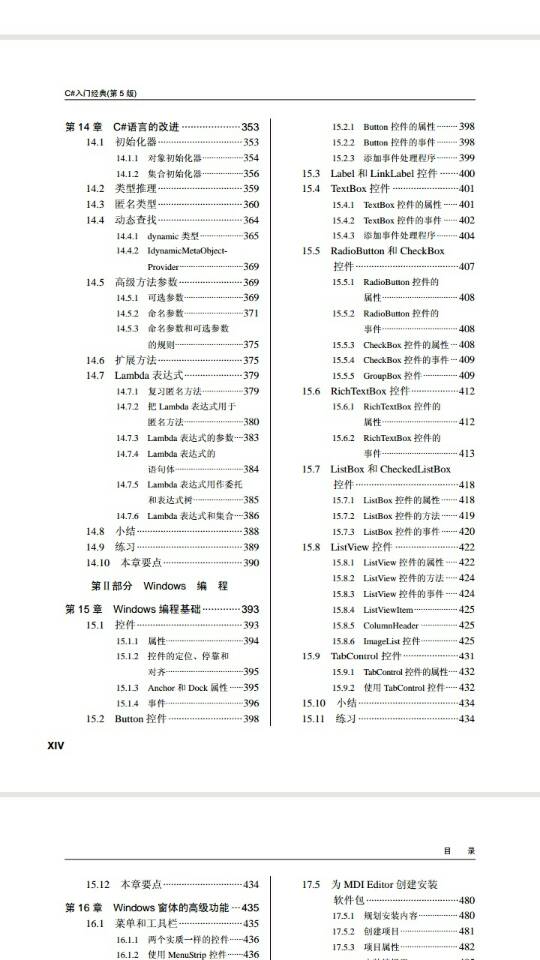 C#入门经典(第 5 版)
第 14 章 C#语言的改进 ··················· 353
14.1 初始化器 ··················· 353
14.1.1 对象初始化器 ··················· 354
14.1.2 集合初始化器 ··················· 356
14.2 类型推理 ··················· 359
14.3 匿名类型 ··················· 360
14.4 动态查找 ··················· 364
14.4.1 dynamic 类型 ··················· 365
14.4.2 IdynamicMetaObject-
Provider ··················· 369
14.5 高级方法参数 ··················· 369
14.5.1 可选参数 ··················· 369
14.5.2 命名参数 ··················· 371
14.5.3 命名参数和可选参数
的规则 ··················· 375
14.6 扩展方法 ··················· 375
14.7 Lambda 表达式 ··················· 379
14.7.1 复习匿名方法 ··················· 379
14.7.2 把 Lambda 表达式用于
匿名方法 ··················· 380
14.7.3 Lambda 表达式的参数 ···· 383
14.7.4 Lambda 表达式的
语句体 ··················· 384
14.7.5 Lambda 表达式用作委托
和表达式树 ··················· 385
14.7.6 Lambda 表达式和集合 ···· 386
14.8 小结 ··················· 388
14.9 练习 ··················· 389
14.10 本章要点 ··················· 390
第Ⅱ部分 Windows 编 程
第 15 章 Windows 编程基础 ············ 393
15.1 控件 ··················· 393
15.1.1 属性 ··················· 394
15.1.2 控件的定位、停靠和
对齐 ··················· 395
15.1.3 Anchor 和 Dock 属性 ····· 395
15.1.4 事件 ··················· 396
15.2 Button 控件 ··················· 398
15.2.1 Button 控件的属性 ········ 398
15.2.2 Button 控件的事件 ········ 398
15.2.3 添加事件处理程序 ········ 399
15.3 Label 和 LinkLabel 控件 ······ 400
15.4 TextBox 控件 ··················· 401
15.4.1 TextBox 控件的属性 ····· 401
15.4.2 TextBox 控件的事件 ····· 402
15.4.3 添加事件处理程序 ········ 404
15.5 RadioButton 和 CheckBox
控件 ··················· 407
15.5.1 RadioButton 控件的
属性 ··················· 408
15.5.2 RadioButton 控件的
事件 ··················· 408
15.5.3 CheckBox 控件的属性 ··· 408
15.5.4 CheckBox 控件的事件 ··· 409
15.5.5 GroupBox 控件 ············ 409
15.6 RichTextBox 控件 ··············· 412
15.6.1 RichTextBox 控件的
属性 ··················· 412
15.6.2 RichTextBox 控件的
事件 ··················· 413
15.7 ListBox 和 CheckedListBox
控件 ··················· 418
15.7.1 ListBox 控件的属性 ······ 418
15.7.2 ListBox 控件的方法 ······ 419
15.7.3 ListBox 控件的事件 ······ 420
15.8 ListView 控件 ··················· 422
15.8.1 ListView 控件的属性 ···· 422
15.8.2 ListView 控件的方法 ···· 424
15.8.3 ListView 控件的事件 ···· 424
15.8.4 ListViewItem ··············· 425
15.8.5 ColumnHeader ············· 425
15.8.6 ImageList 控件 ············ 425
15.9 TabControl 控件 ··················· 431
15.9.1 TabControl 控件的属性 ··· 432
15.9.2 使用 TabControl 控件 ···· 432
15.10 小结 ··················· 434
15.11 练习 ··················· 434
XIV
目 录
15.12 本章要点 ··················· 434
第 16 章 Windows 窗体的高级功能 ··· 435
16.1 菜单和工具栏 ··················· 435
16.1.1 两个实质一样的控件 ···· 436
16.1.2 使用 MenuStrip 控件 ····· 436
17.5 为 MDI Editor 创建安装
软件包 ··················· 480
17.5.1 规划安装内容 ··············· 480
17.5.2 创建项目 ··················· 481
17.5.3 项目属性 ··················· 482